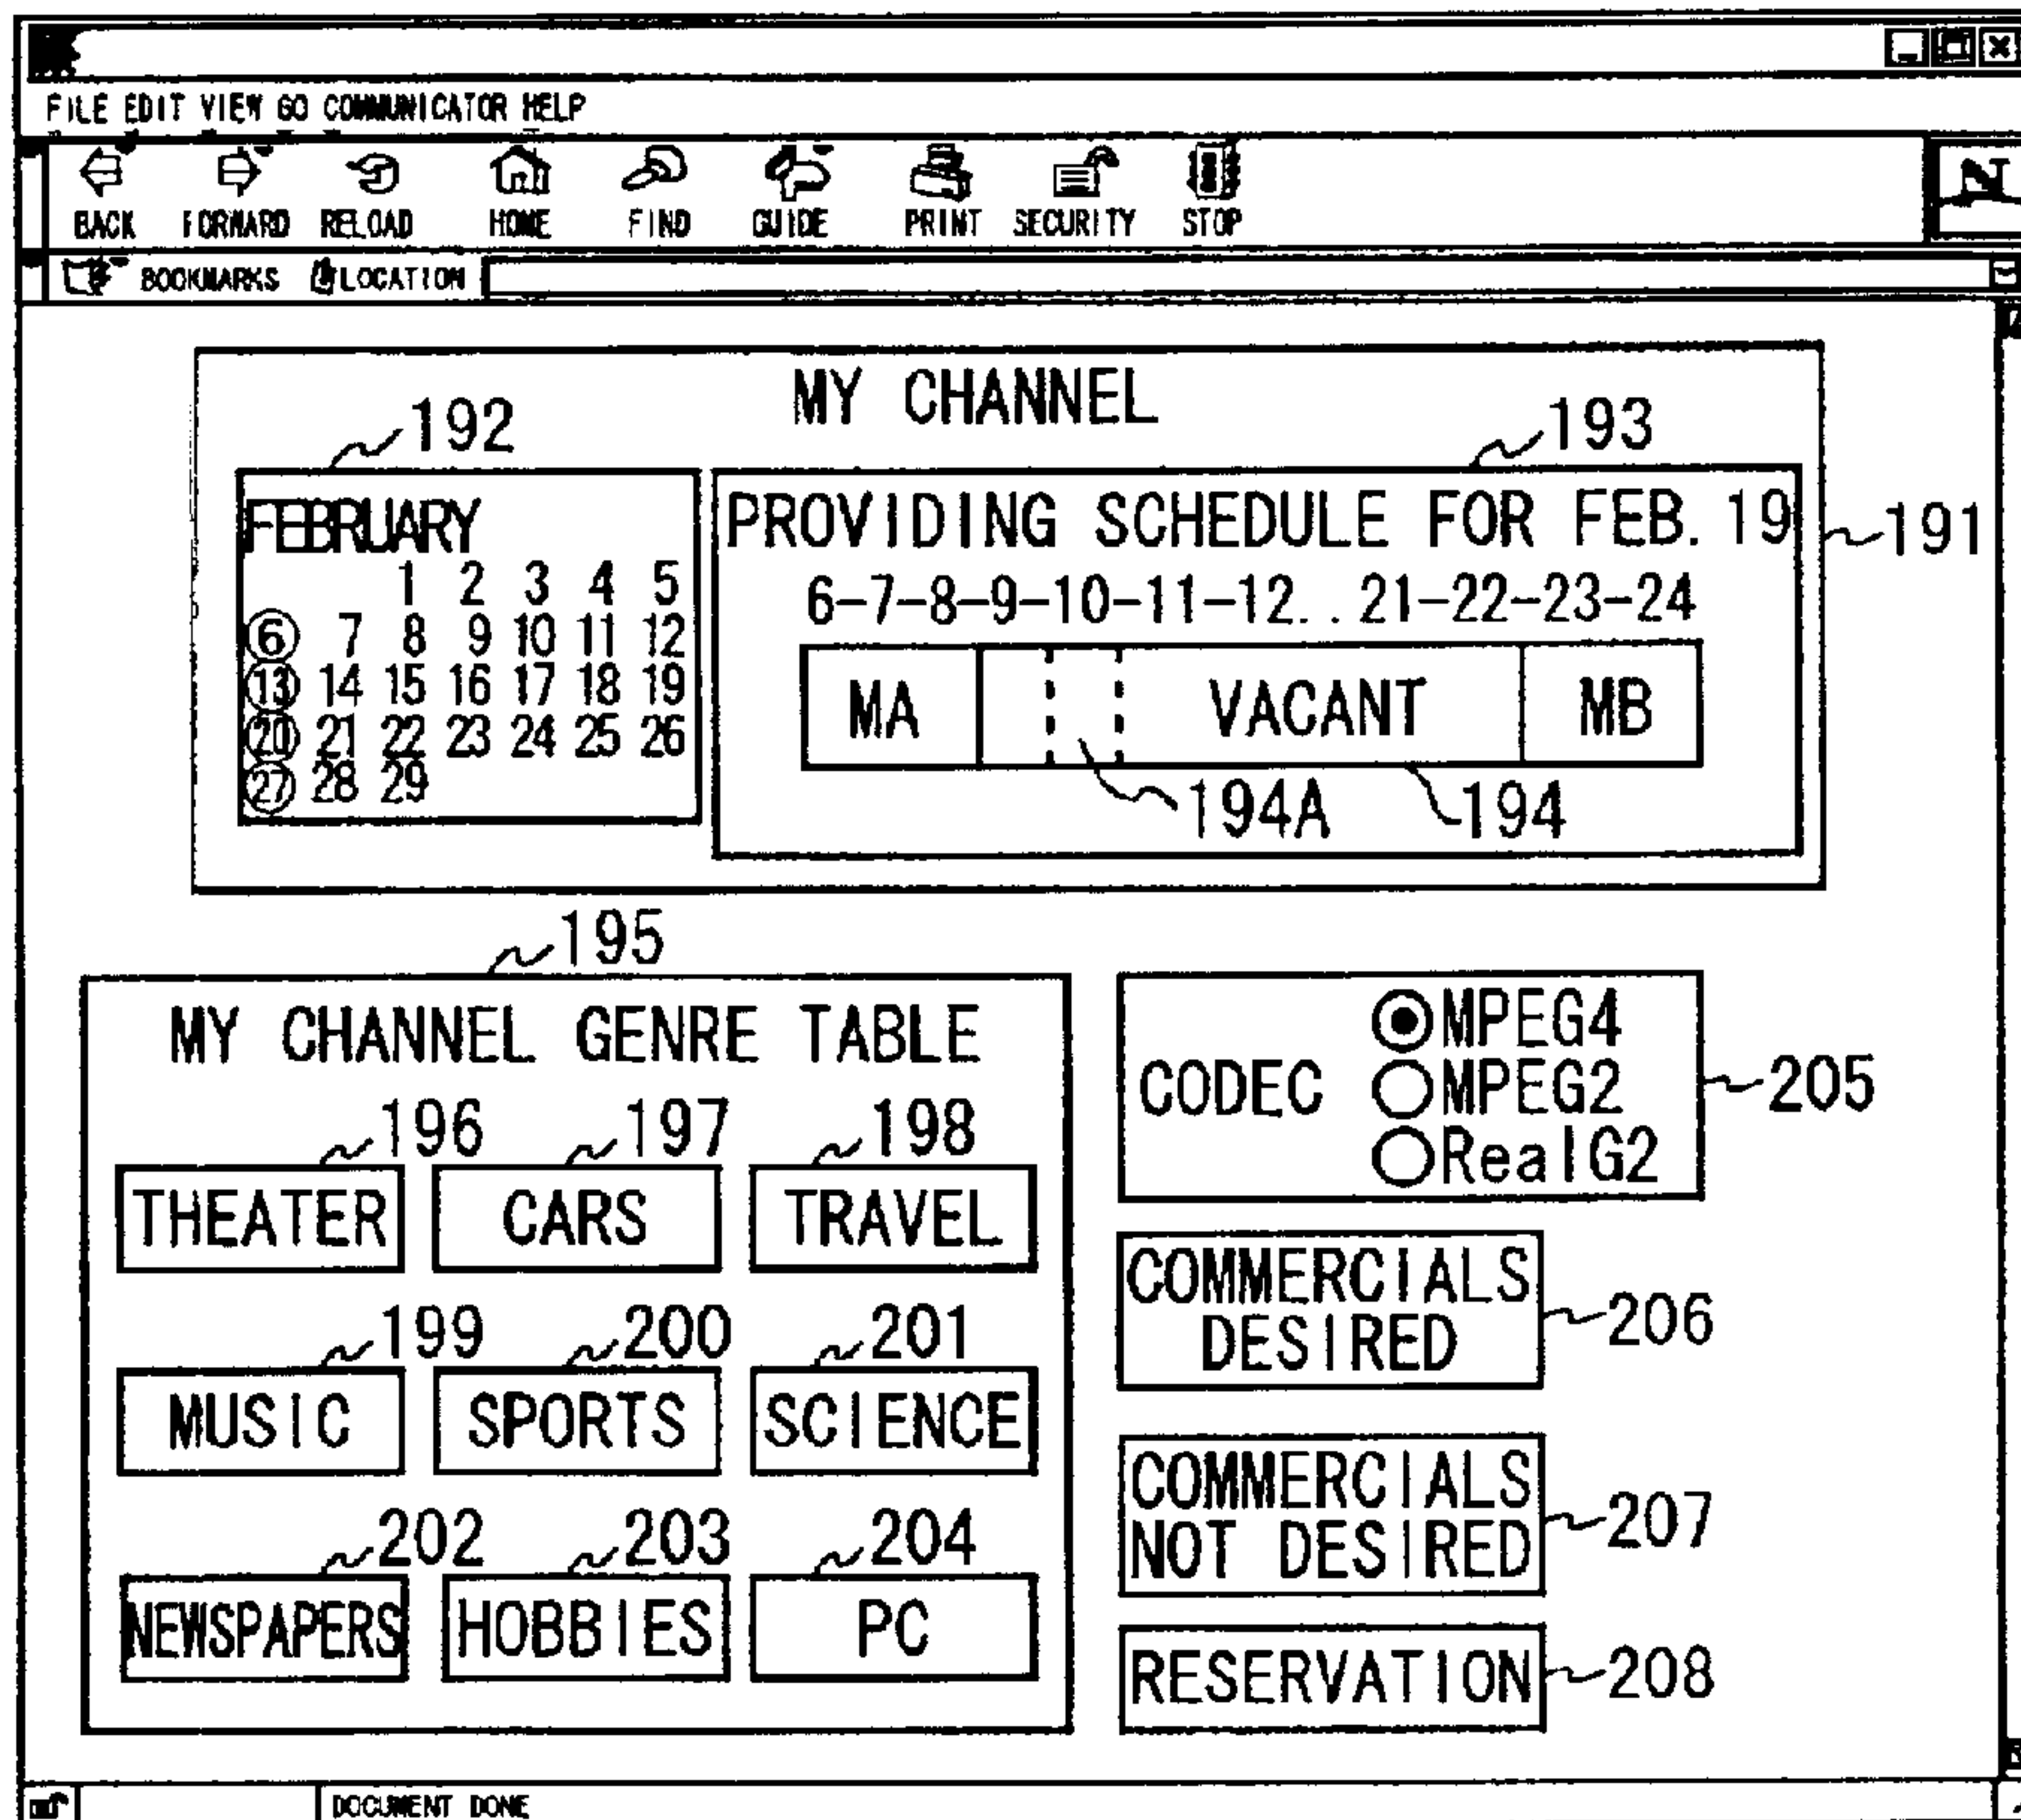 FILE EDIT VIEW GO COMMUNICATOR HELP
BACK FORWARD RELOAD HOME FIND GUIDE PRINT SECURITY STOP
N
BOOKMARKS LOCATION
MY CHANNEL
192
193
FEBRUARY
1 2 3 4 5
6 7 8 9 10 11 12
13 14 15 16 17 18 19
20 21 22 23 24 25 26
27 28 29
PROVIDING SCHEDULE FOR FEB. 19
191
6-7-8-9-10-11-12..21-22-23-24
MA VACANT MB
194A 194
195
MY CHANNEL GENRE TABLE
196 197 198
THEATER CARS TRAVEL
199 200 201
MUSIC SPORTS SCIENCE
202 203 204
NEWSPAPERS HOBBIES PC
CODEC
MPEG4
MPEG2
RealG2
205
COMMERCIALS
DESIRED
206
COMMERCIALS
NOT DESIRED
207
RESERVATION
208
DOCUMENT DONE